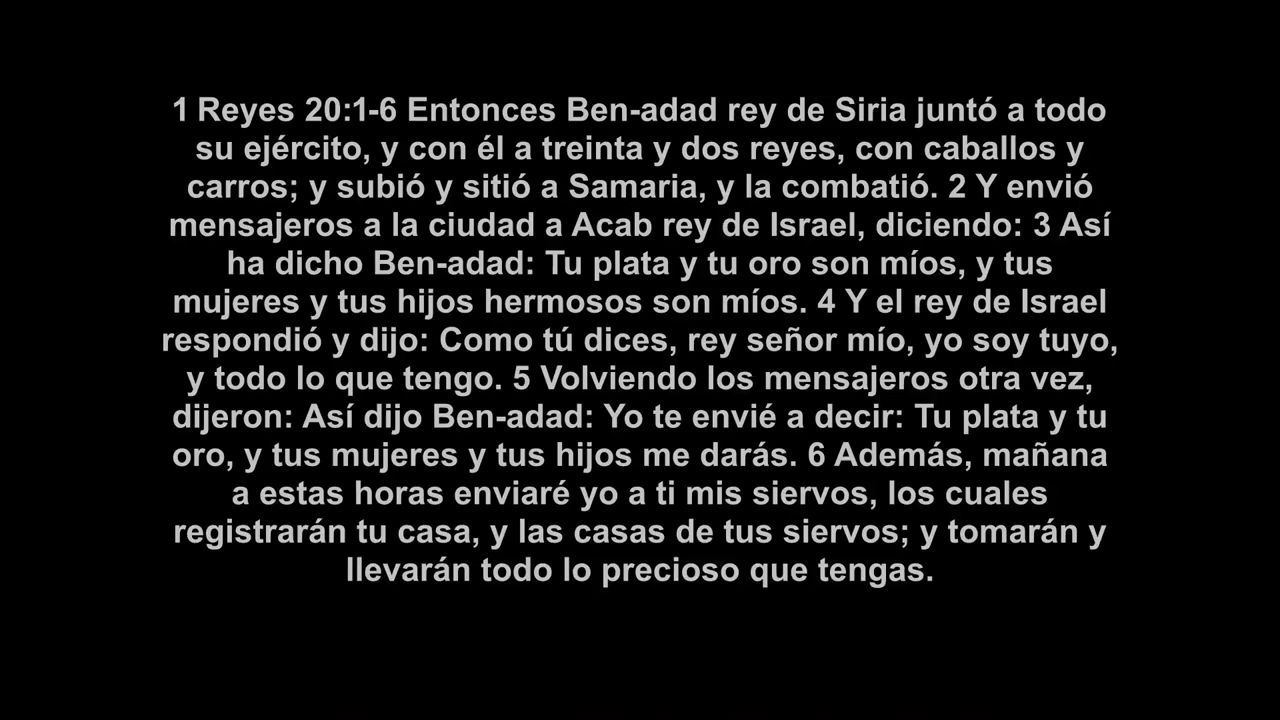 1 Reyes 20:1-6 Entonces Ben-adad rey de Siria juntó a todo
su ejército, y con él a treinta y dos reyes, con caballos y
carros; y subió y sitió a Samaria, y la combatió. 2 Y envió
mensajeros a la ciudad a Acab rey de Israel, diciendo: 3 Así
ha dicho Ben-adad: Tu plata y tu oro son míos, y tus
mujeres y tus hijos hermosos son míos. 4 Y el rey de Israel
respondió y dijo: Como tú dices, rey señor mío, yo soy tuyo,
y todo lo que tengo. 5 Volviendo los mensajeros otra vez,
dijeron: Así dijo Ben-adad: Yo te envié a decir: Tu plata y tu
oro, y tus mujeres y tus hijos me darás. 6 Además, mañana
a estas horas enviaré yo a ti mis siervos, los cuales
registrarán tu casa, y las casas de tus siervos; y tomarán y
llevarán todo lo precioso que tengas.